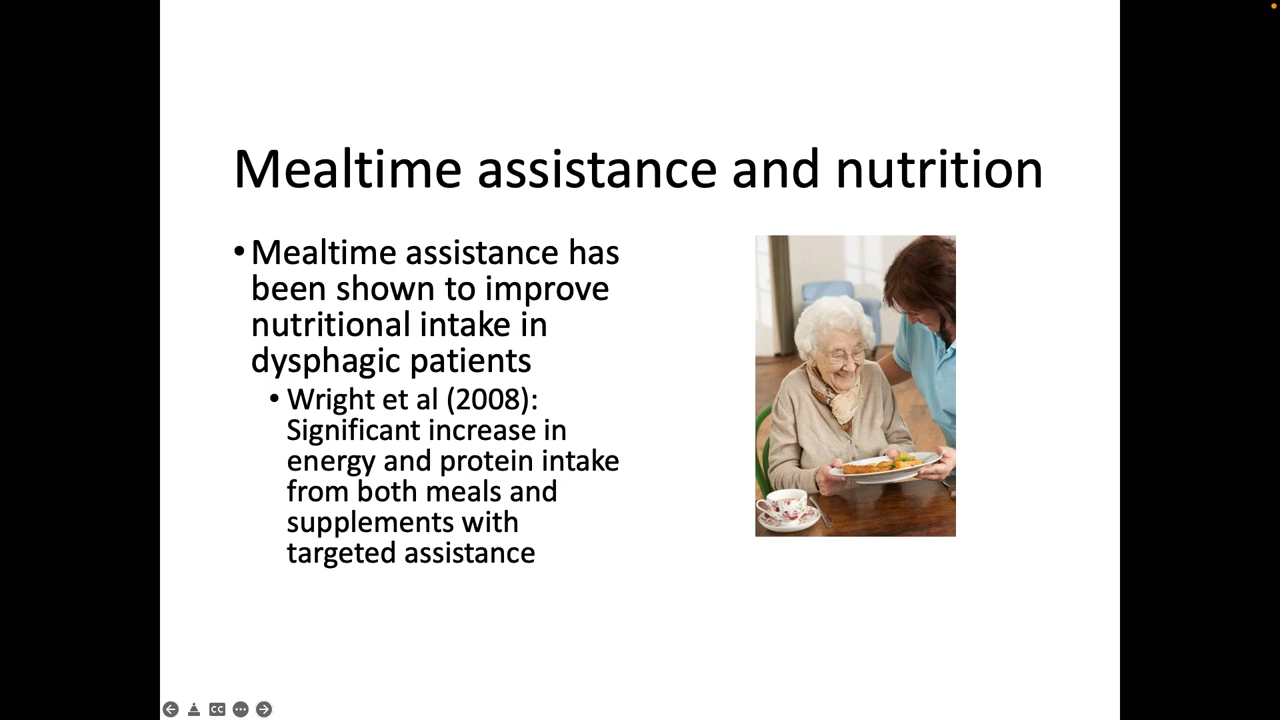 Mealtime assistance and nutrition
• Mealtime assistance has
been shown to improve
nutritional intake in
dysphagic patients
• Wright et al (2008):
Significant increase in
energy and protein intake
from both meals and
supplements with
targeted assistance
CC